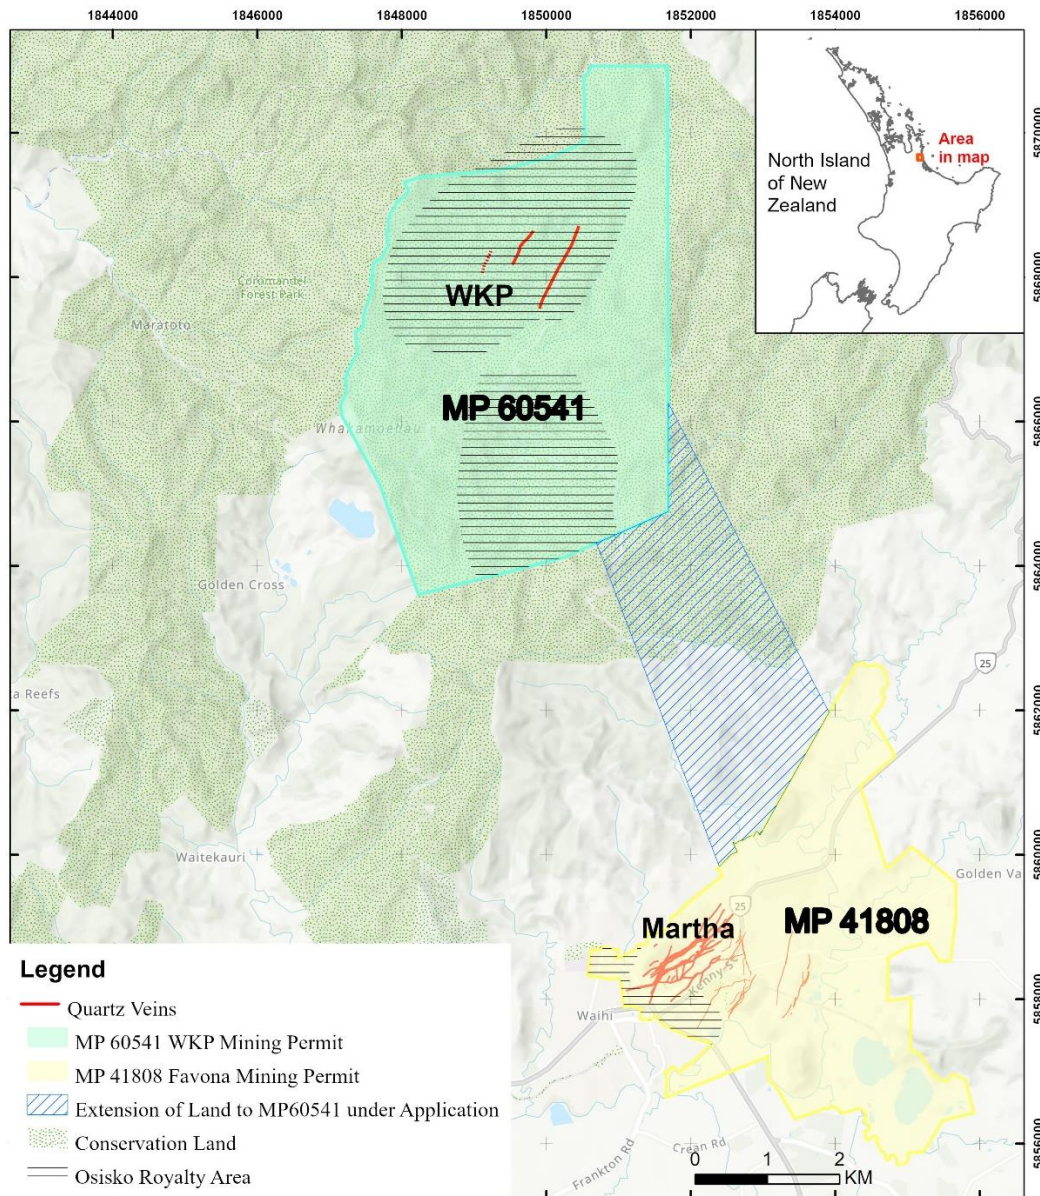 1844000
1846000
1848000
1850000
1852000
1854000
1856000
5870000
5868000
5866000
5864000
5862000
5860000
5858000
5856000
North Island
of New
Zealand
Area
in map
Coromandel
Forest Park
Maratoto
WKP
MP 60541
Whakamoehau
Golden Cross
a Reefs
25
Waitekauri
Golden Va
25
Martha
MP 41808
Kenny St
Waihi
Frankton Rd
Crean Rd
0 1 2
KM
Legend
Quartz Veins
MP 60541 WKP Mining Permit
MP 41808 Favona Mining Permit
Extension of Land to MP60541 under Application
Conservation Land
Osisko Royalty Area